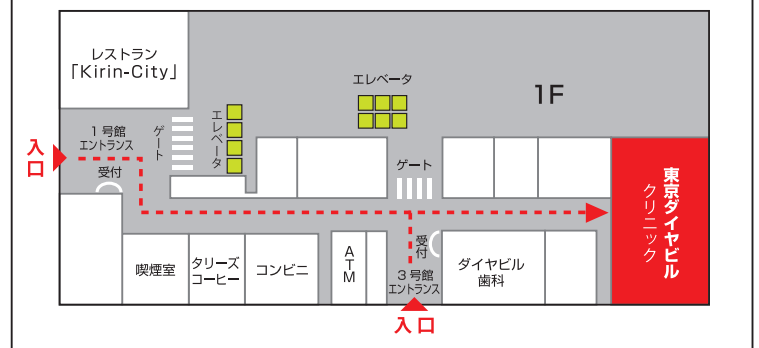 レストラン
「Kirin-City」
エレベータ
1F
1号館
エントランス
ゲート
エレベータ
入口
受付
ゲート
東京ダイヤビル
クリニック
喫煙室
タリーズ
コーヒー
コンビニ
ATM
受付
3号館
エントランス
ダイヤビル
歯科
入口